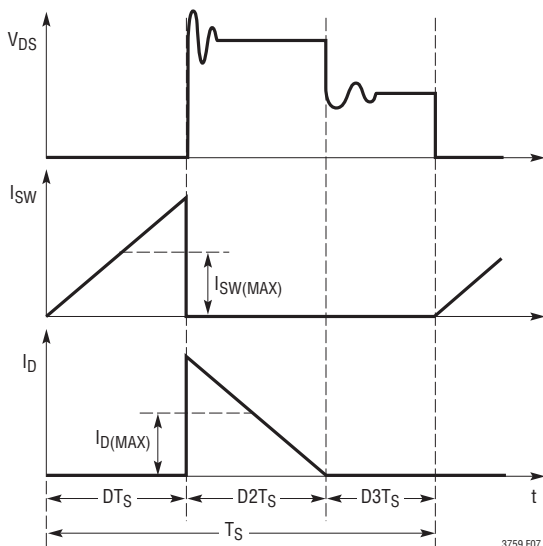 VDS
ISW
ISW(MAX)
ID
ID(MAX)
DTS
D2TS
D3TS
t
TS
3759 F07